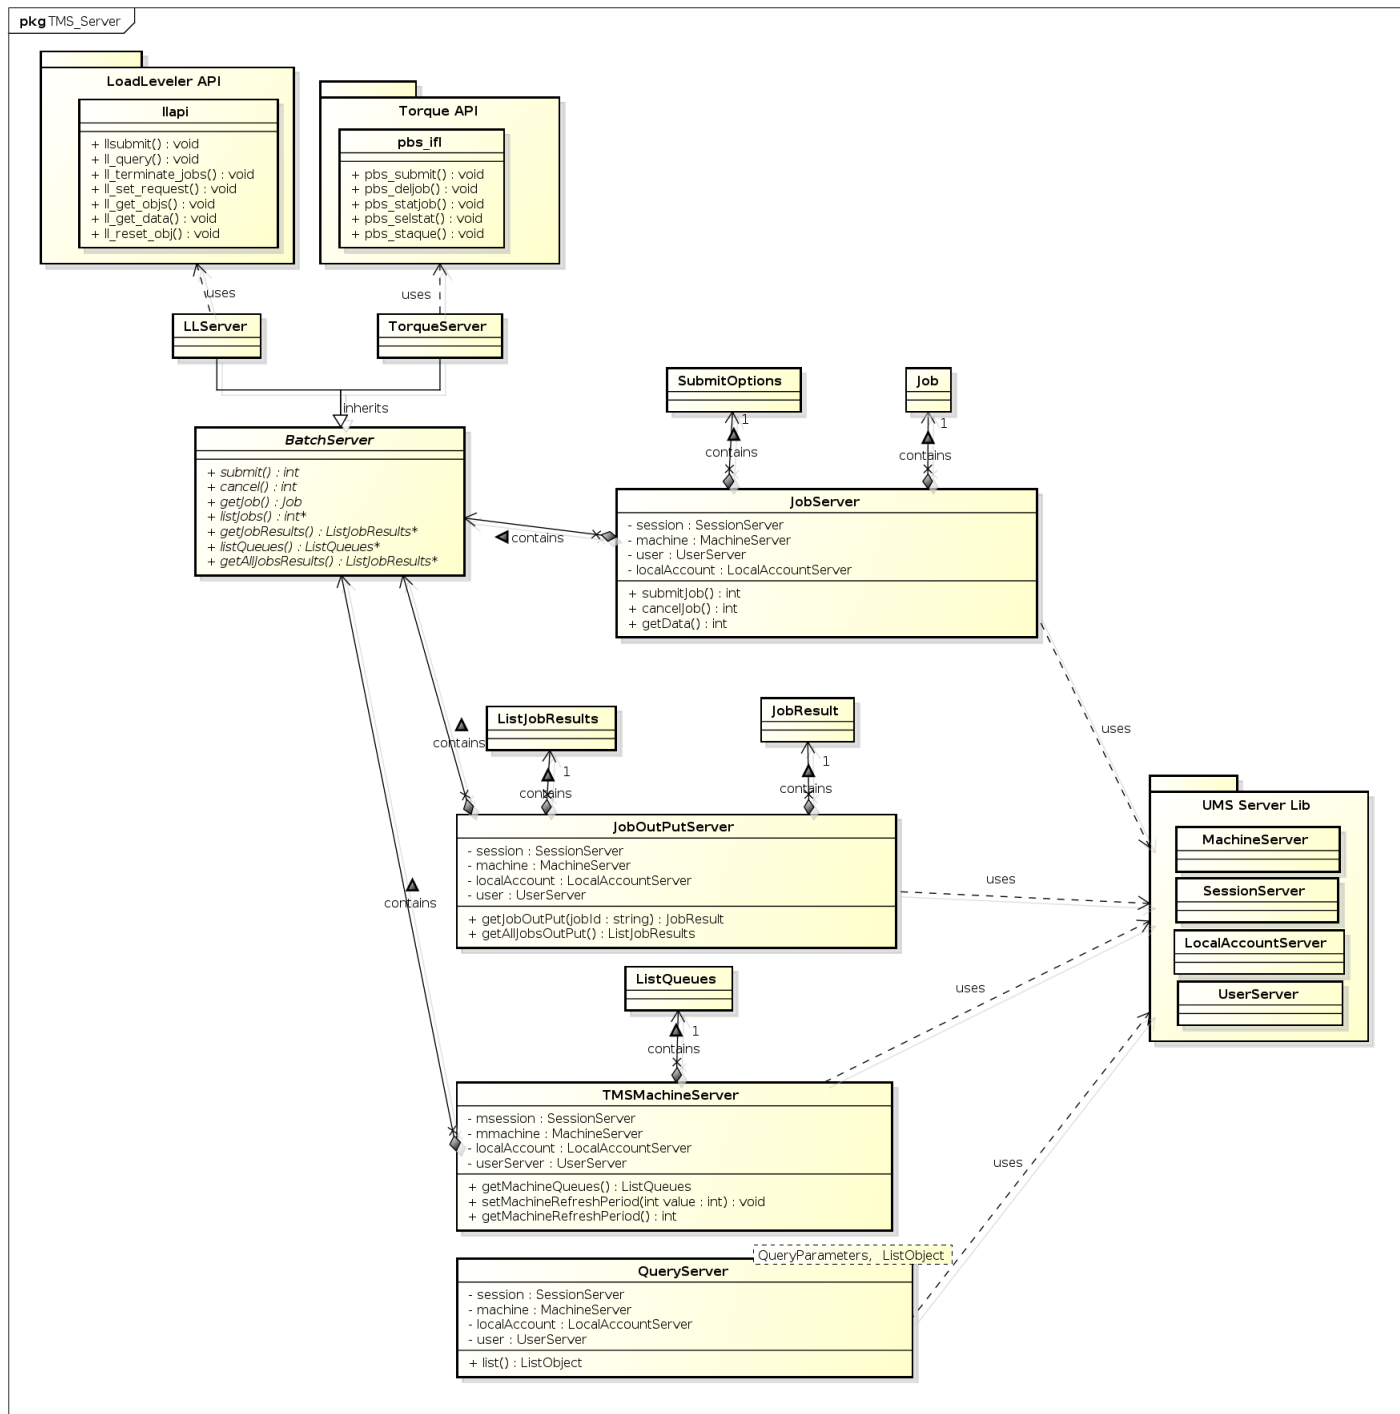 pkg TMS_Server
LoadLeveler API
llapi
+ llsubmit() : void
+ ll_query() : void
+ ll_terminate_jobs() : void
+ ll_set_request() : void
+ ll_get_objs() : void
+ ll_get_data() : void
+ ll_reset_obj() : void
Torque API
pbs_ifl
+ pbs_submit() : void
+ pbs_deljob() : void
+ pbs_statjob() : void
+ pbs_selstat() : void
+ pbs_staque() : void
uses
uses
LLServer
TorqueServer
inherits
BatchServer
+ submit() : int
+ cancel() : int
+ getJob() : Job
+ listJobs() : int*
+ getJobResults() : ListJobResults*
+ listQueues() : ListQueues*
+ getAllJobsResults() : ListJobResults*
SubmitOptions
1
contains
Job
1
contains
contains
JobServer
- session : SessionServer
- machine : MachineServer
- user : UserServer
- localAccount : LocalAccountServer
+ submitJob() : int
+ cancelJob() : int
+ getData() : int
uses
contains
ListJobResults
1
contains
JobResult
1
contains
JobOutPutServer
- session : SessionServer
- machine : MachineServer
- localAccount : LocalAccountServer
- user : UserServer
+ getJobOutPut(jobId : string) : JobResult
+ getAllJobsOutPut() : ListJobResults
uses
UMS Server Lib
MachineServer
SessionServer
LocalAccountServer
UserServer
contains
ListQueues
1
contains
uses
TMSMachineServer
- msession : SessionServer
- mmachine : MachineServer
- localAccount : LocalAccountServer
- userServer : UserServer
+ getMachineQueues() : ListQueues
+ setMachineRefreshPeriod(int value : int) : void
+ getMachineRefreshPeriod() : int
uses
QueryParameters, ListObject
QueryServer
- session : SessionServer
- machine : MachineServer
- localAccount : LocalAccountServer
- user : UserServer
+ list() : ListObject